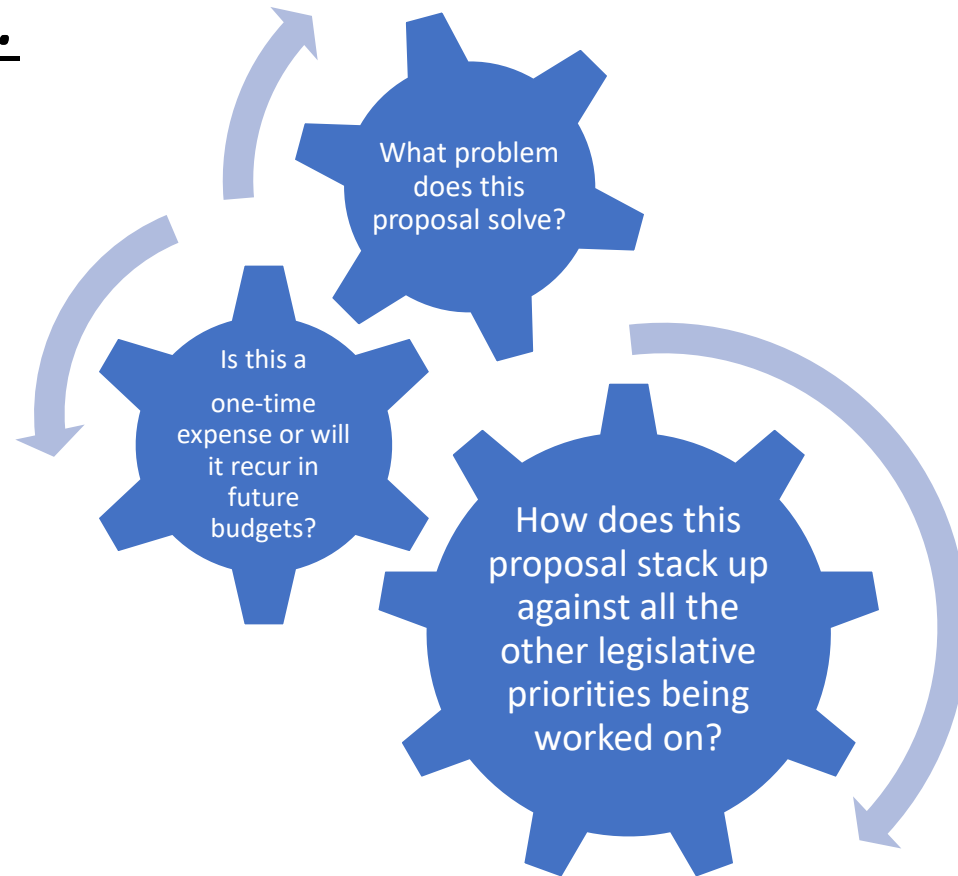 What problem
does this
proposal solve?
Is this a
one-time
expense or will
it recur in
future
budgets?
How does this
proposal stack up
against all the
other legislative
priorities being
worked on?